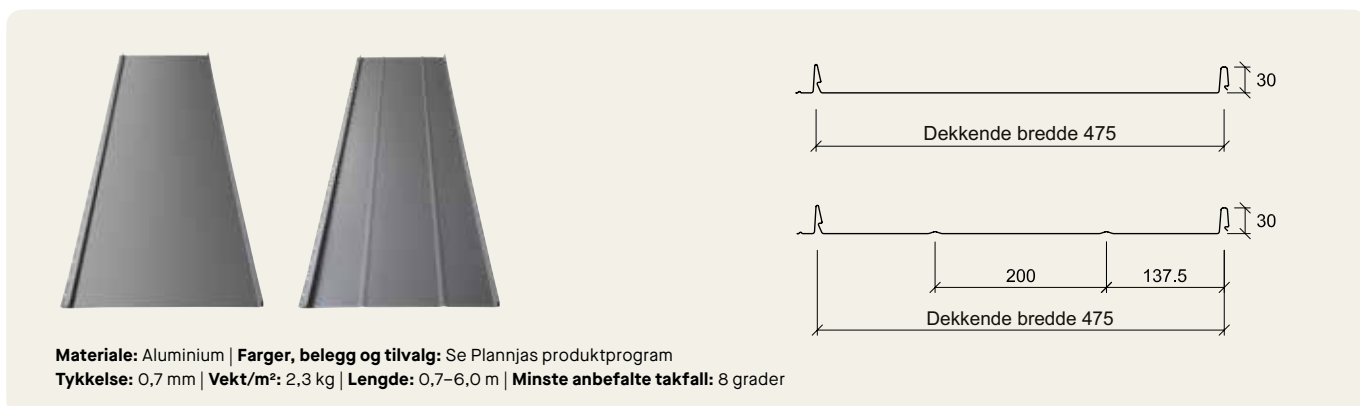 30
Dekkende bredde 475
30
200
137.5
Dekkende bredde 475
Materiale: Aluminium | Farger, belegg og tilvalg: Se Plannjas produktprogram
Tykkelse: 0,7 mm | Vekt/m²: 2,3 kg | Lengde: 0,7–6,0 m | Minste anbefalte takfall: 8 grader